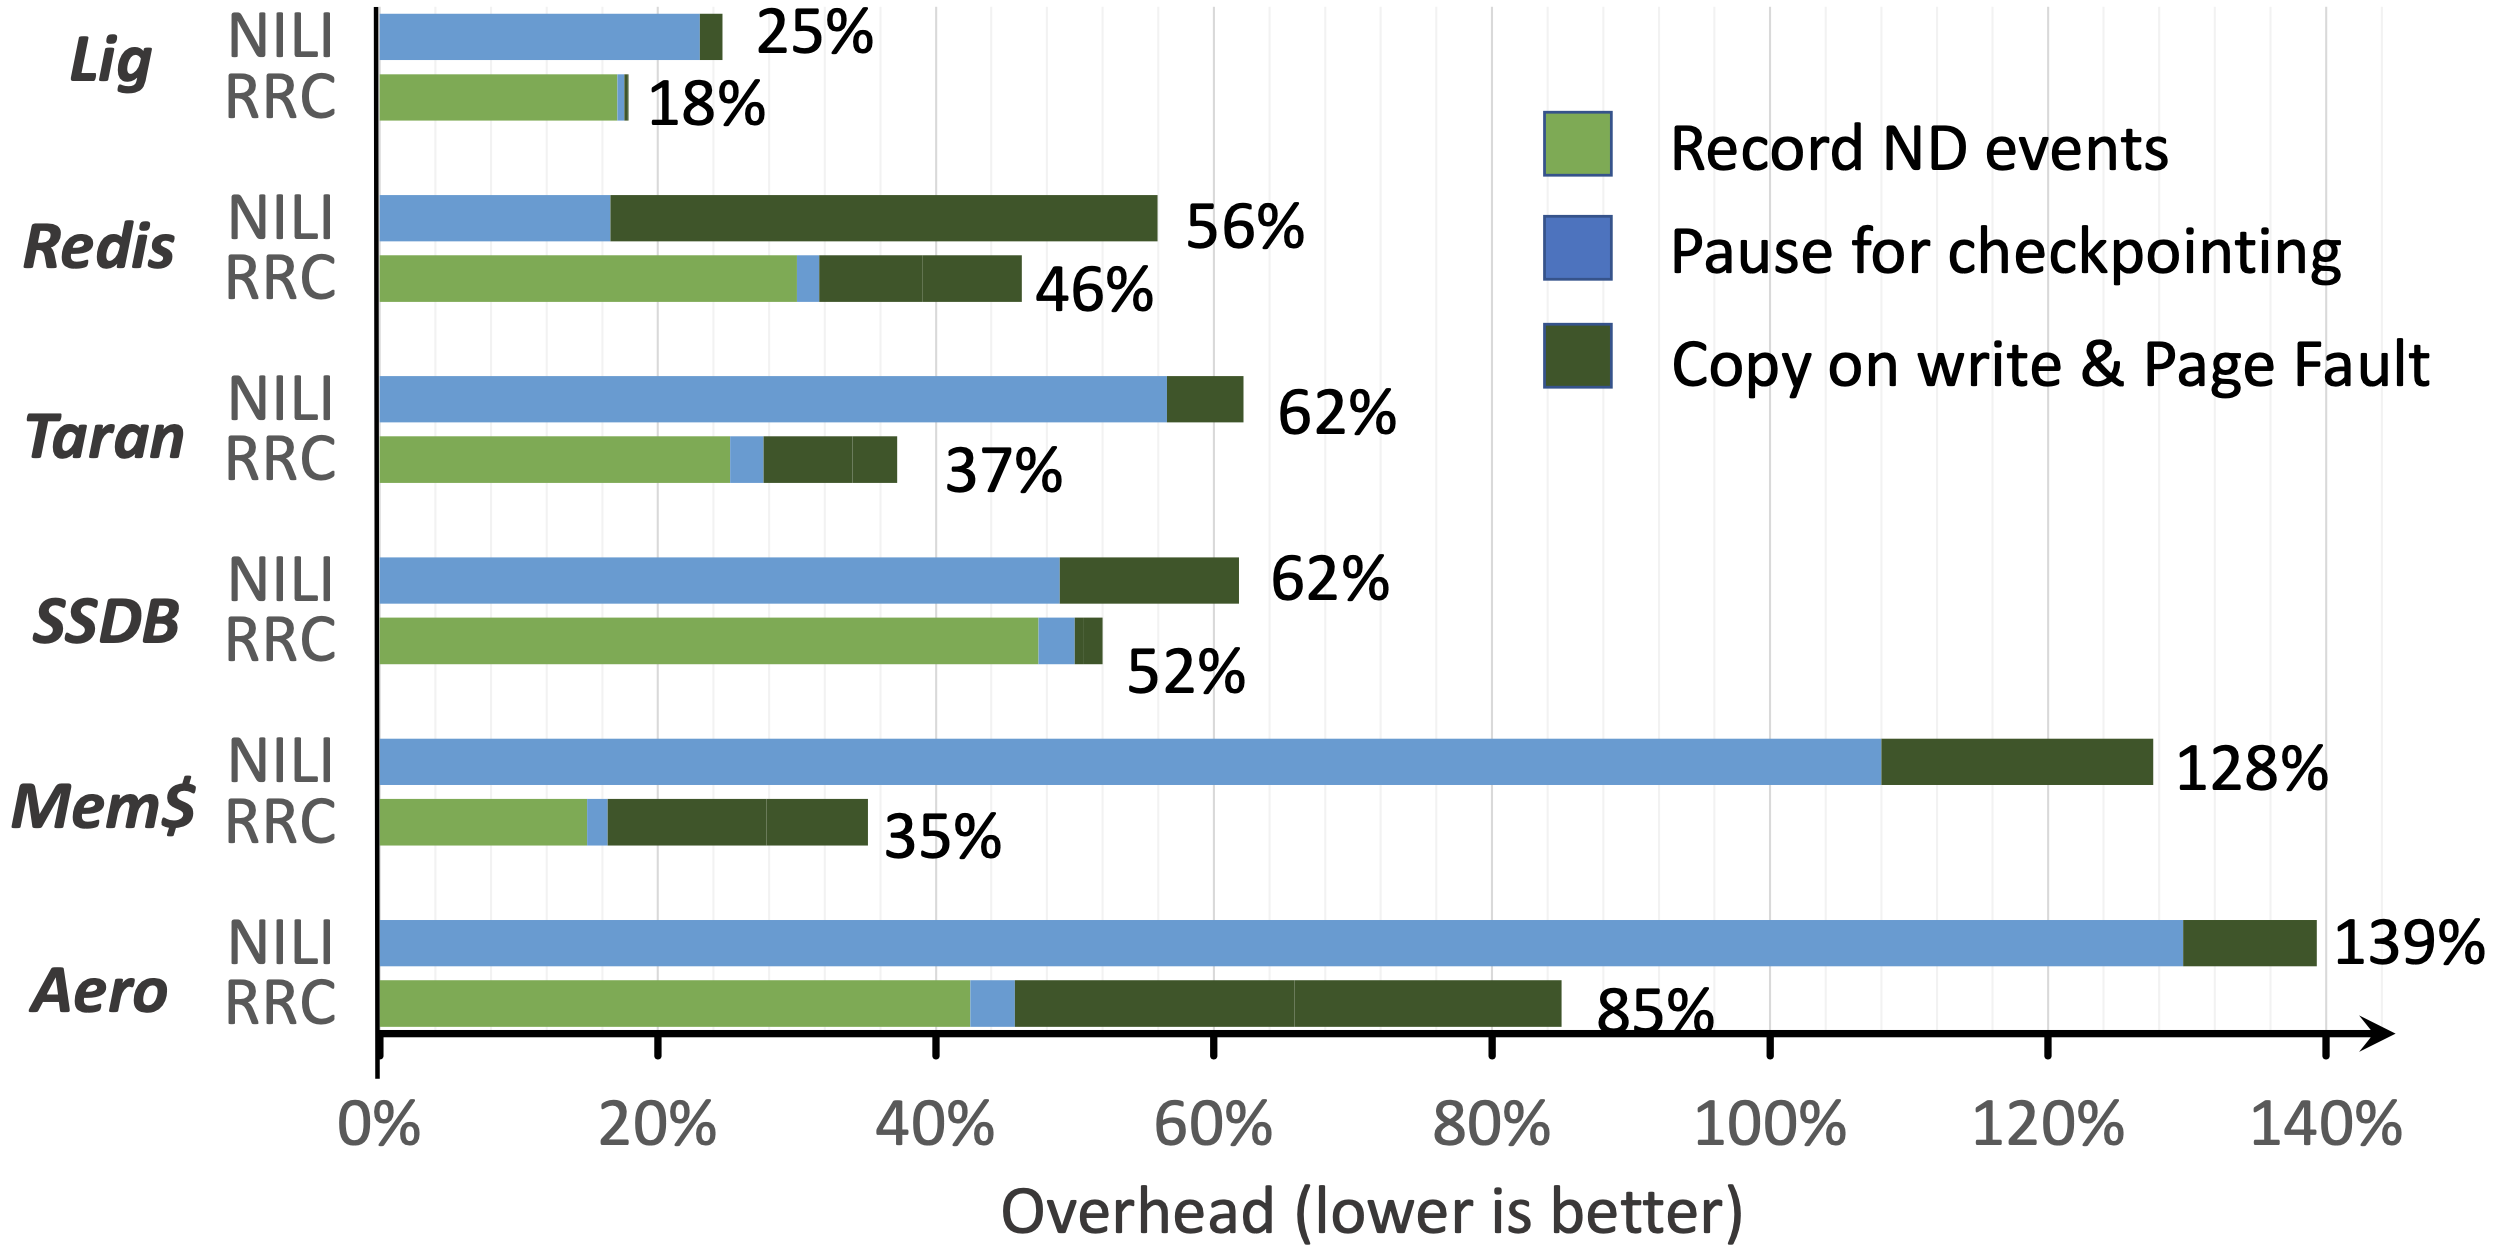 Lig
NILI
25%
RRC
18%
Redis
NILI
56%
RRC
46%
Taran
NILI
62%
RRC
37%
SSDB
NILI
62%
RRC
52%
Mem$
NILI
128%
RRC
35%
Aero
NILI
139%
RRC
85%
Record ND events
Pause for checkpointing
Copy on write & Page Fault
0% 20% 40% 60% 80% 100% 120% 140%
Overhead (lower is better)